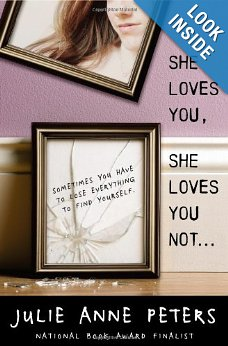 LOOK
INSIDE
SHE
LOVES
YOU,
SHE
LOVES
YOU
NOT...
SOMETIMES YOU HAVE
TO LOSE EVERYTHING
TO FIND YOURSELF.
JULIE ANNE PETERS
NATIONAL BOOK AWARD FINALIST